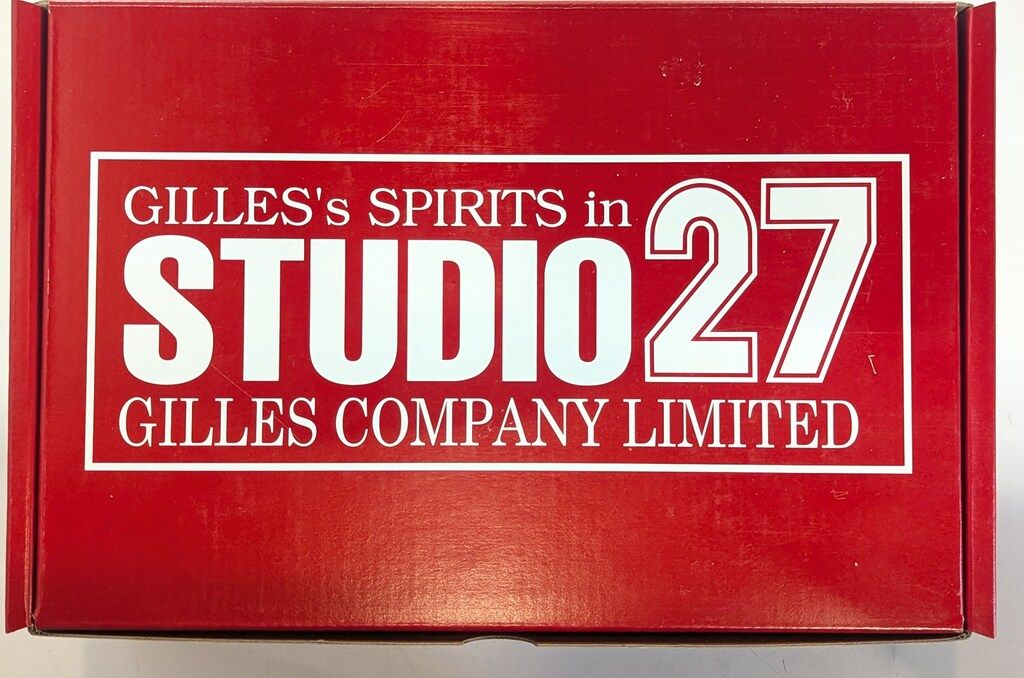 GILLES's SPIRITS in
STUDIO27
GILLES COMPANY LIMITED